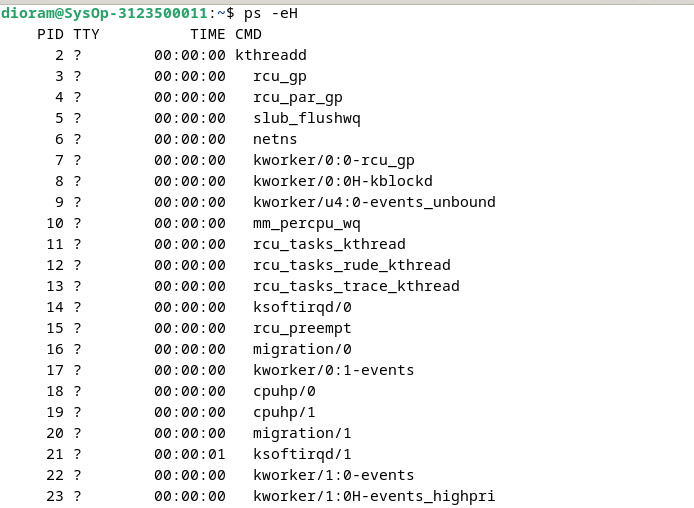 dioram@SysOp-3123500011:~$ ps -eH
    PID TTY          TIME CMD
      2 ?        00:00:00 kthreadd
      3 ?        00:00:00   rcu_gp
      4 ?        00:00:00   rcu_par_gp
      5 ?        00:00:00   slub_flushwq
      6 ?        00:00:00   netns
      7 ?        00:00:00   kworker/0:0-rcu_gp
      8 ?        00:00:00   kworker/0:0H-kblockd
      9 ?        00:00:00   kworker/u4:0-events_unbound
     10 ?        00:00:00   mm_percpu_wq
     11 ?        00:00:00   rcu_tasks_kthread
     12 ?        00:00:00   rcu_tasks_rude_kthread
     13 ?        00:00:00   rcu_tasks_trace_kthread
     14 ?        00:00:00   ksoftirqd/0
     15 ?        00:00:00   rcu_preempt
     16 ?        00:00:00   migration/0
     17 ?        00:00:00   kworker/0:1-events
     18 ?        00:00:00   cpuhp/0
     19 ?        00:00:00   cpuhp/1
     20 ?        00:00:00   migration/1
     21 ?        00:00:01   ksoftirqd/1
     22 ?        00:00:00   kworker/1:0-events
     23 ?        00:00:00   kworker/1:0H-events_highpri